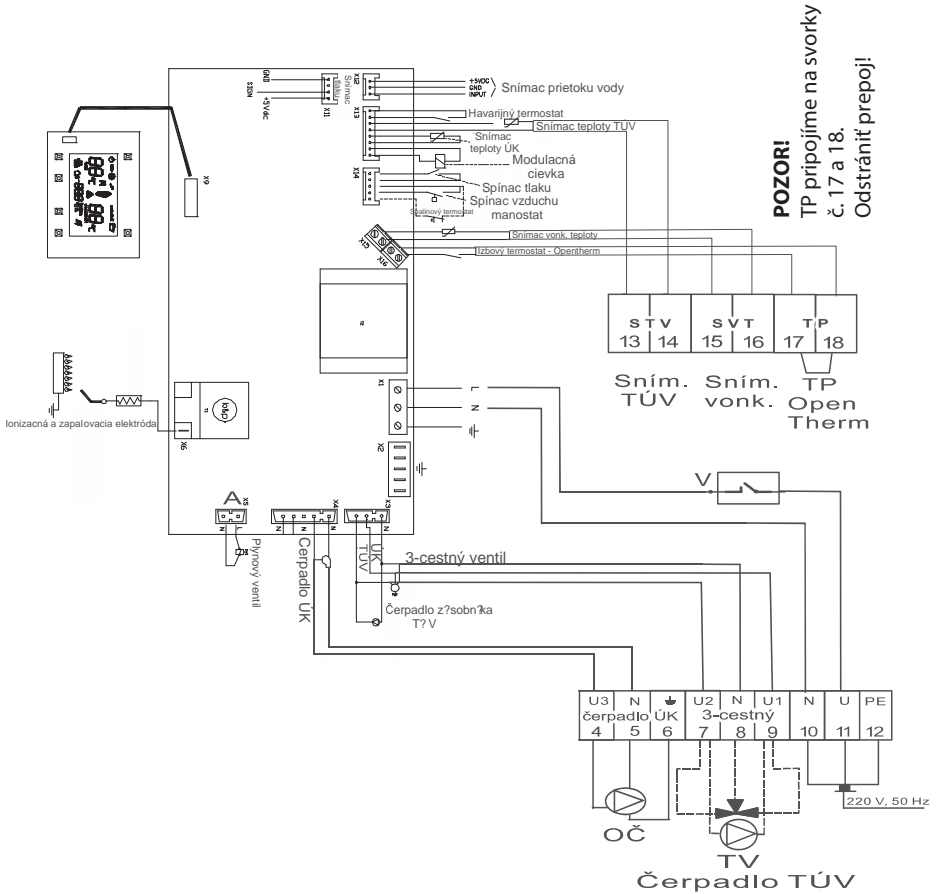 POZOR!
TP pripojíme na svorky
č. 17 a 18.
Odstrániť prepoj!
GND
SIGN
+5Vdc
Snímac
tlaku
X11
X12
+5VDC
GND
INPUT
Snímac prietoku vody
X13
Havarijný termostat
Snímac teploty TÚV
Snímac
teploty ÚK
Modulacná
cievka
X14
Spínac tlaku
Spínac vzduchu
manostat
Spalinový termostat
X15
X16
Snímac vonk. teploty
Izbový termostat - Opentherm
X9
S T V
S V T
T P
13 14
15 16
17 18
Sním.
TÚV
Sním.
vonk.
TP
Open
Therm
Ionizacná a zapalovacia elektróda
X6
X1
L
N
X2
V
A
X5
N
L
Plynový ventil
X4
N
N
Cerpadlo ÚK
X3
N
TÚV
ÚK
3-cestný ventil
Čerpadlo z?sobn?ka
T? V
U3 N
U2 N U1
N U PE
čerpadlo ÚK
3-cestný
4 5 6 7 8 9 10 11 12
220 V, 50 Hz
OČ
TV
Čerpadlo TÚV